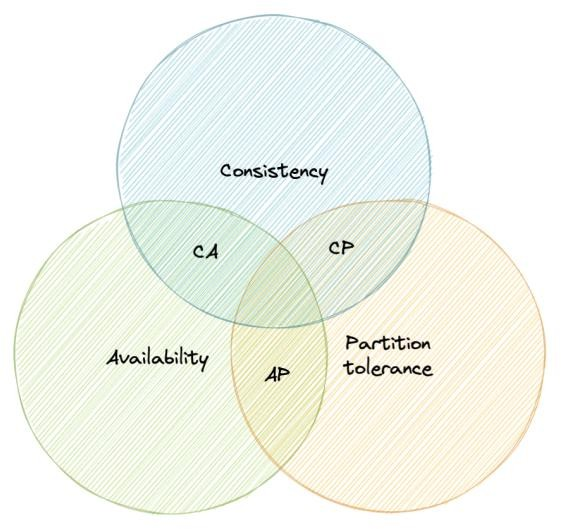 Consistency
CA
CP
Availability
Partition
tolerance
AP